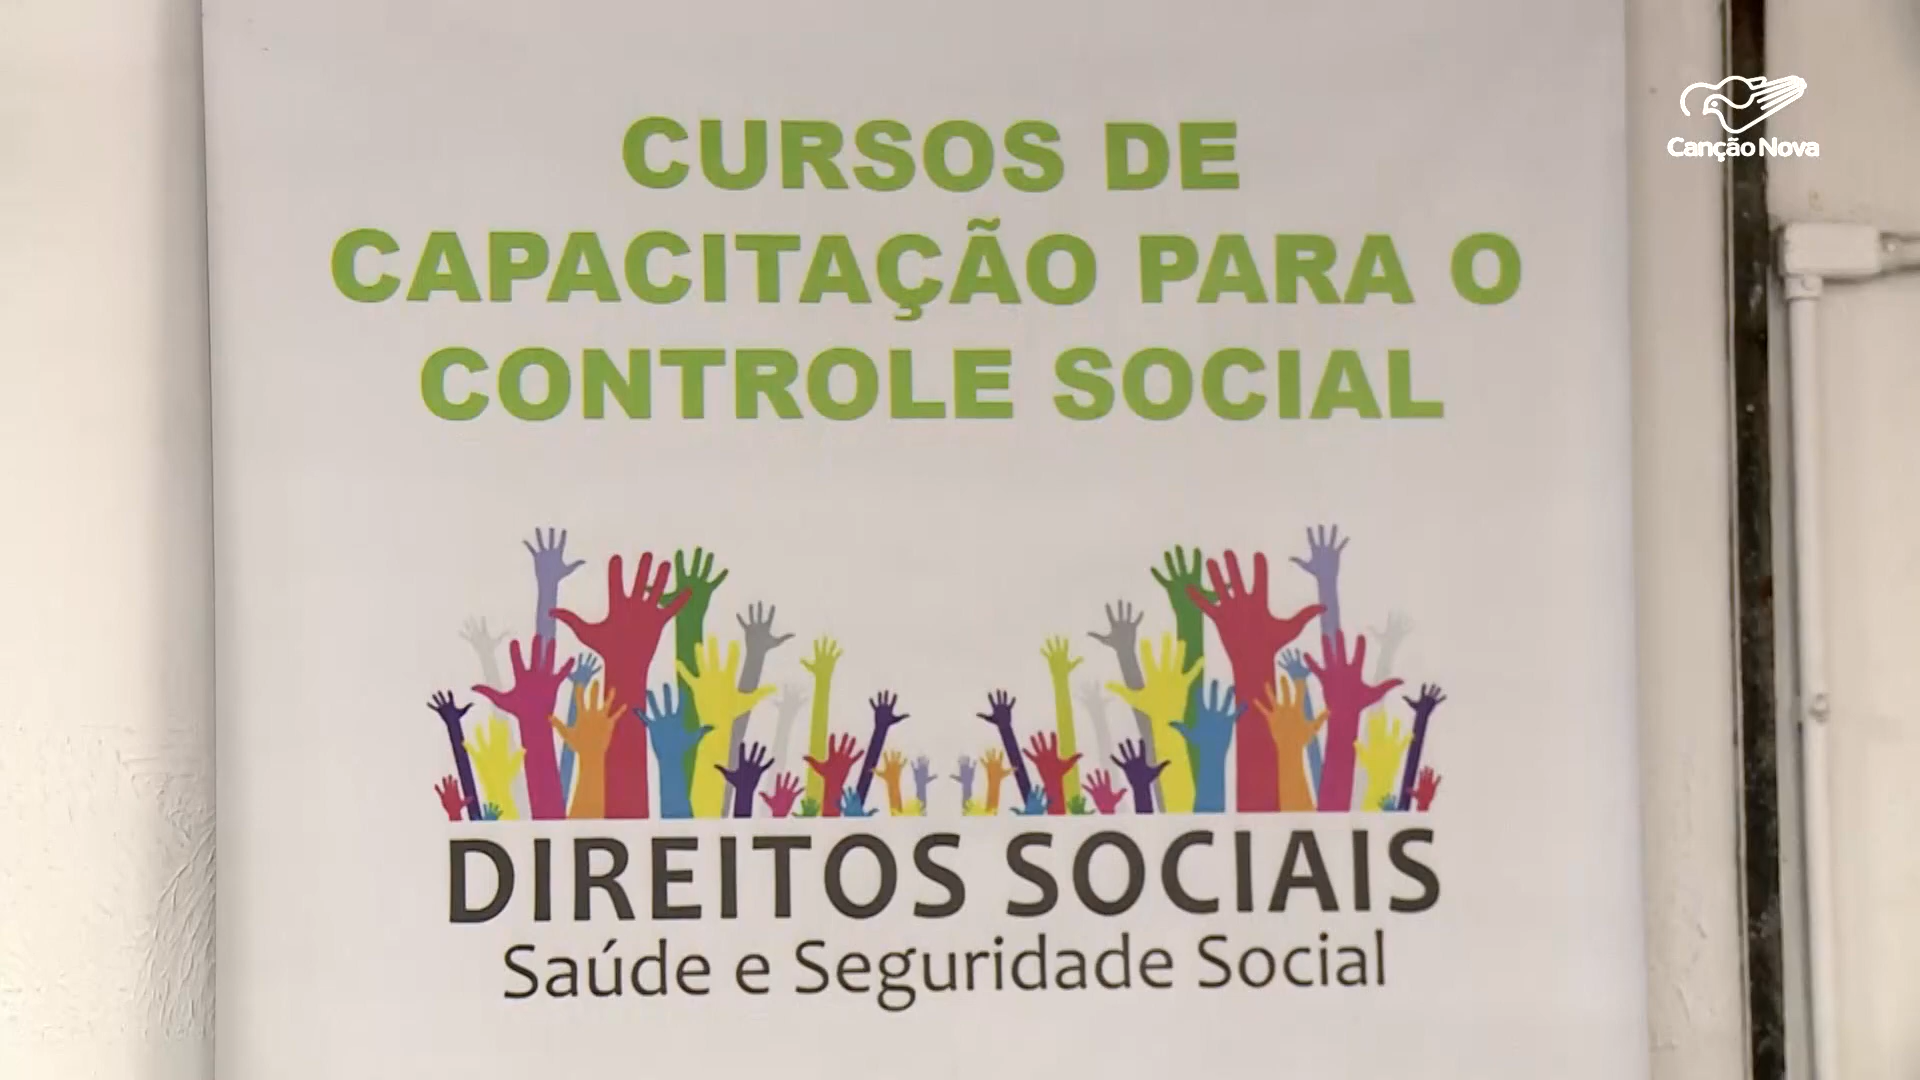 Canção Nova
CURSOS DE
CAPACITAÇÃO PARA O
CONTROLE SOCIAL
DIREITOS SOCIAIS
Saúde e Seguridade Social